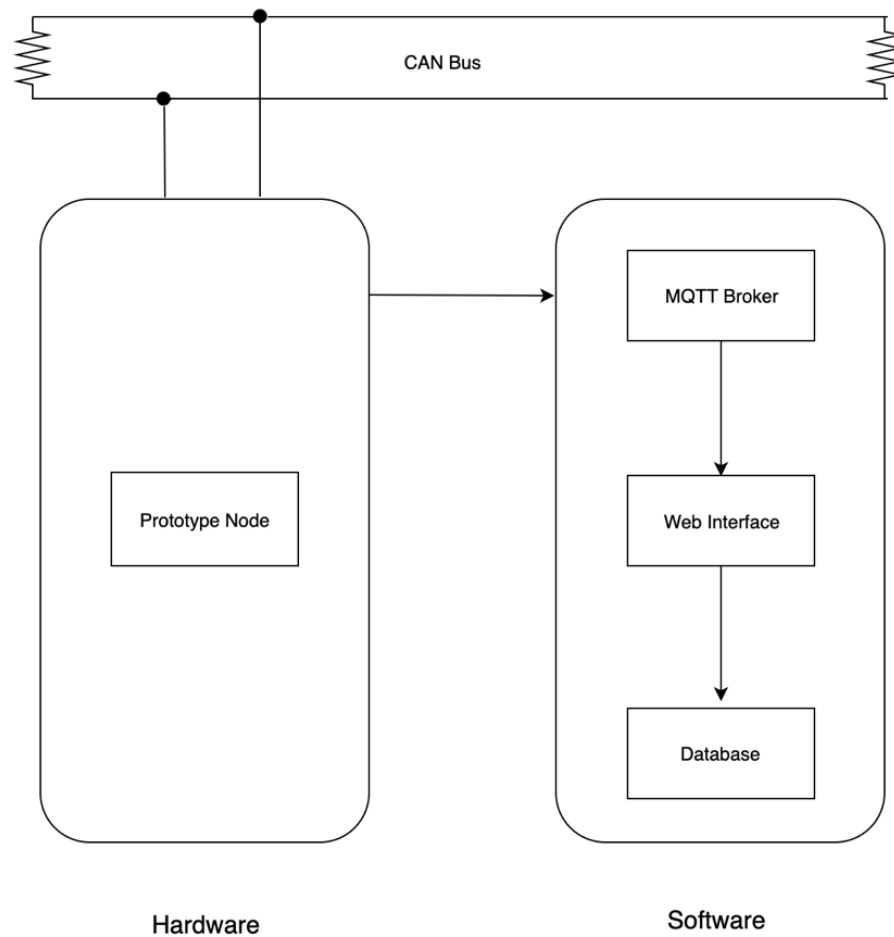 CAN Bus
MQTT Broker
Prototype Node
Web Interface
Database
Hardware
Software